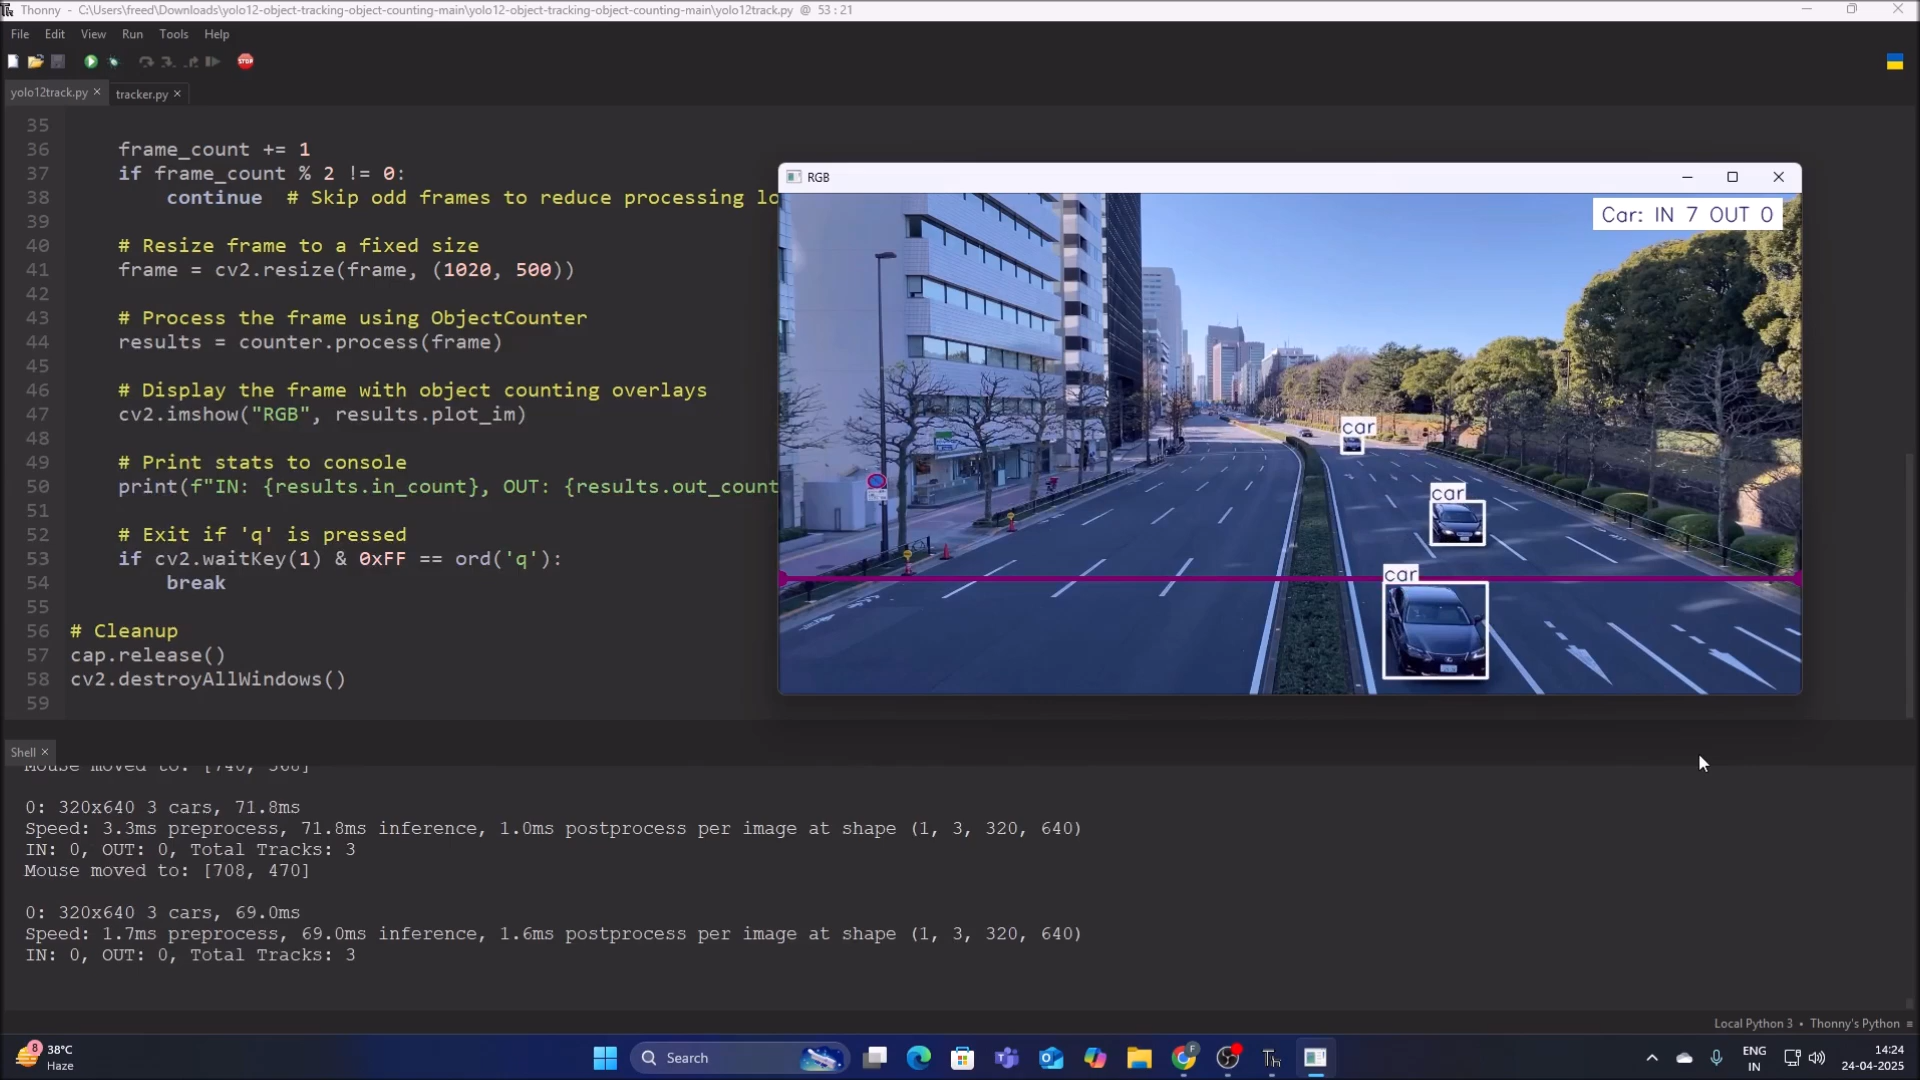 Thonny - C:\Users\freed\Downloads\yolo12-object-tracking-object-counting-main\yolo12-object-tracking-object-counting-main\yolo12track.py @ 53 : 21
File Edit View Run Tools Help
STOP
yolo12track.py × tracker.py ×
35
36 frame_count += 1
37 if frame_count % 2 != 0:
38 continue # Skip odd frames to reduce processing lo
39
40 # Resize frame to a fixed size
41 frame = cv2.resize(frame, (1020, 500))
42
43 # Process the frame using ObjectCounter
44 results = counter.process(frame)
45
46 # Display the frame with object counting overlays
47 cv2.imshow("RGB", results.plot_im)
48
49 # Print stats to console
50 print(f"IN: {results.in_count}, OUT: {results.out_count
51
52 # Exit if 'q' is pressed
53 if cv2.waitKey(1) & 0xFF == ord('q'):
54 break
55
56 # Cleanup
57 cap.release()
58 cv2.destroyAllWindows()
59
RGB
Car: IN 7 OUT 0
car
car
car
Shell ×
Mouse moved to: [740, 368]
0: 320x640 3 cars, 71.8ms
Speed: 3.3ms preprocess, 71.8ms inference, 1.0ms postprocess per image at shape (1, 3, 320, 640)
IN: 0, OUT: 0, Total Tracks: 3
Mouse moved to: [708, 470]
0: 320x640 3 cars, 69.0ms
Speed: 1.7ms preprocess, 69.0ms inference, 1.6ms postprocess per image at shape (1, 3, 320, 640)
IN: 0, OUT: 0, Total Tracks: 3
Local Python 3 • Thonny's Python ≡
8 38°C
Haze
Search
ENG
IN
14:24
24-04-2025